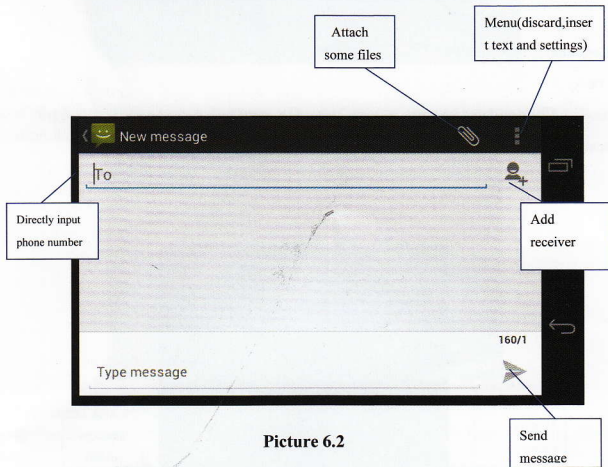 Attach
some files
Menu(discard,inser
t text and settings)
New message
To
Directly input
phone number
Add
receiver
160/1
Type message
Picture 6.2
Send
message